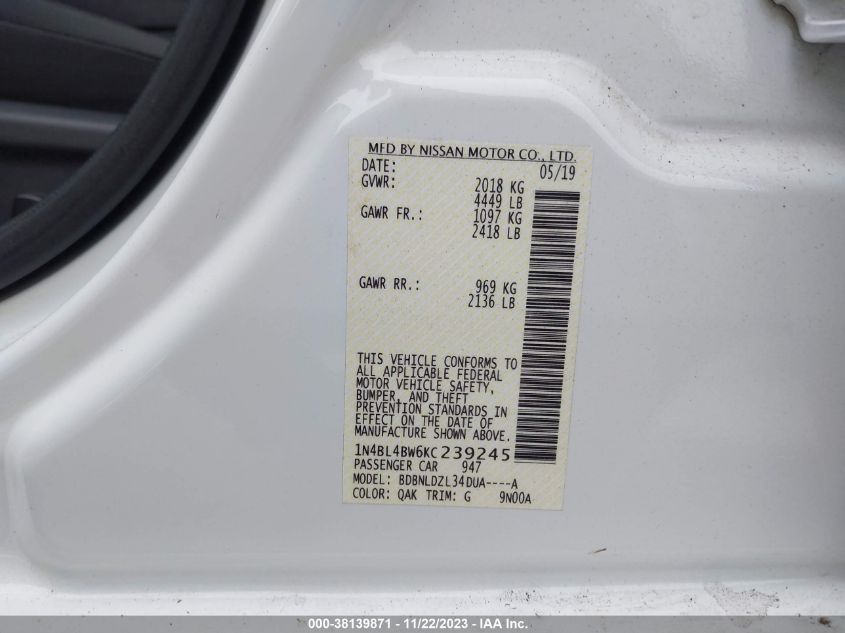 MFD BY NISSAN MOTOR CO., LTD.
DATE: 05/19
GVWR: 2018 KG
4449 LB
GAWR FR.: 1097 KG
2418 LB
GAWR RR.: 969 KG
2136 LB
THIS VEHICLE CONFORMS TO
ALL APPLICABLE FEDERAL
MOTOR VEHICLE SAFETY,
BUMPER, AND THEFT
PREVENTION STANDARDS IN
EFFECT ON THE DATE OF
MANUFACTURE SHOWN ABOVE.
1N4BL4BW6KC239245
PASSENGER CAR 947
MODEL: BDBNLDZL34DUA----A
COLOR: QAK TRIM: G 9N00A
000-38139871 - 11/22/2023 - STK-US